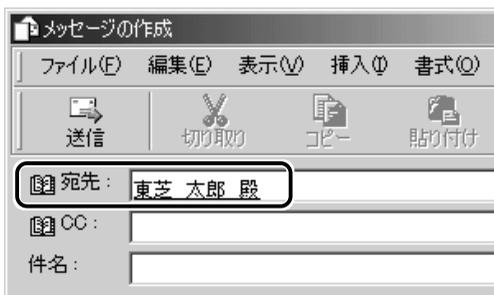 メッセージの作成
ファイル(F) 編集(E) 表示(V) 挿入(I) 書式(O)
送信 切り取り コピー 貼り付け
宛先： 東芝 太郎 殿
CC：
件名：